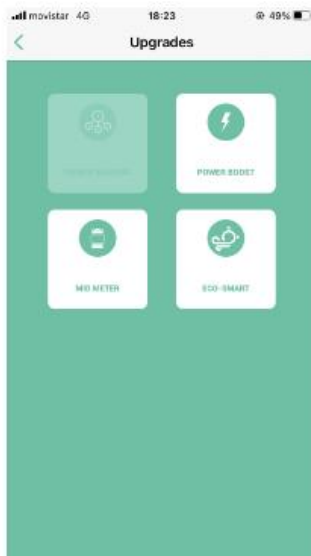 movistar 4G 18:23 49%
Upgrades
POWER BOOST
MID METER
ECO-SMART